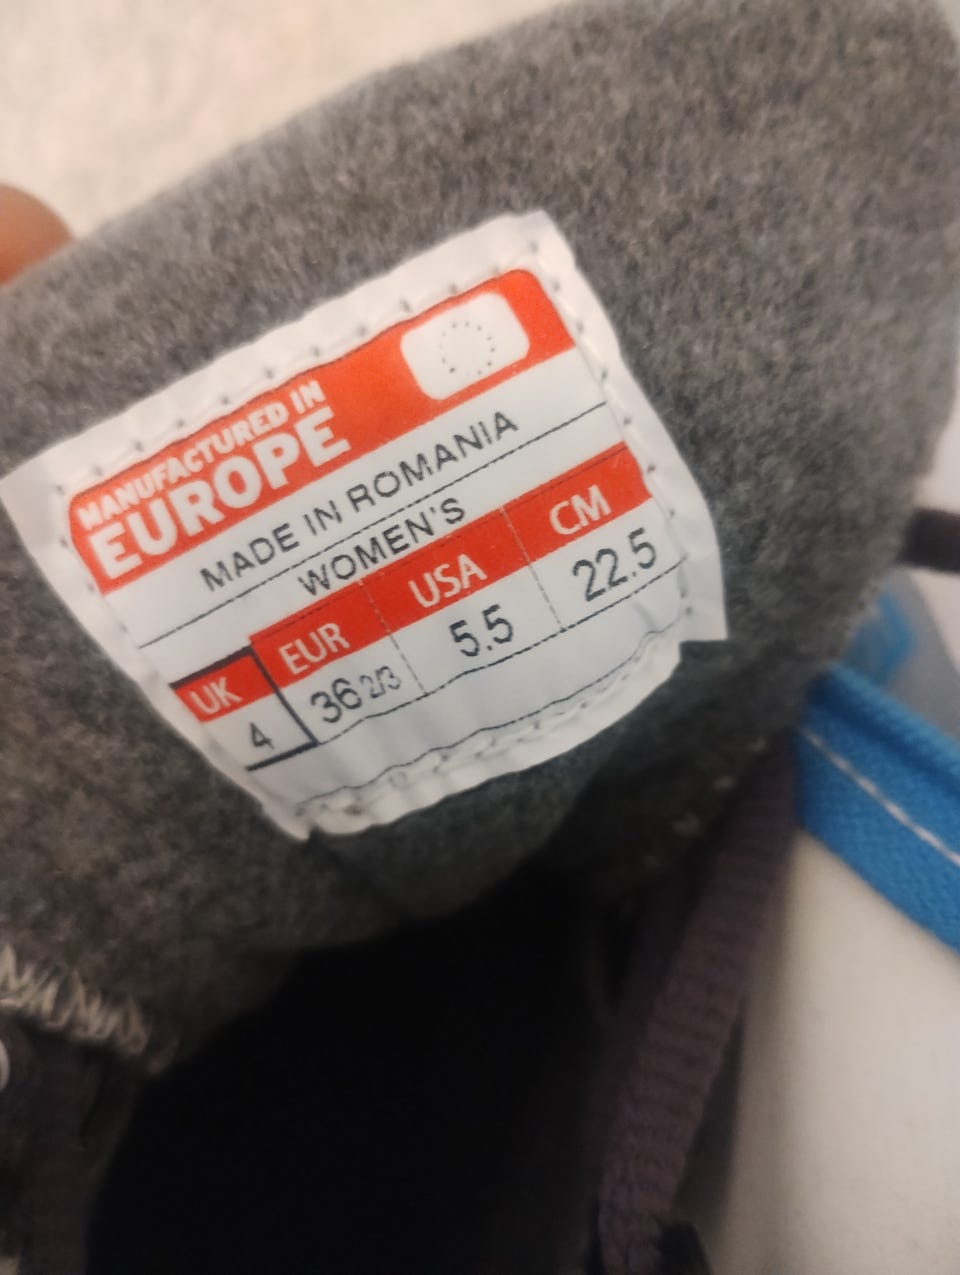 MANUFACTURED IN
EUROPE
MADE IN ROMANIA
WOMEN'S
UK EUR USA CM
4 36 2/3 5.5 22.5